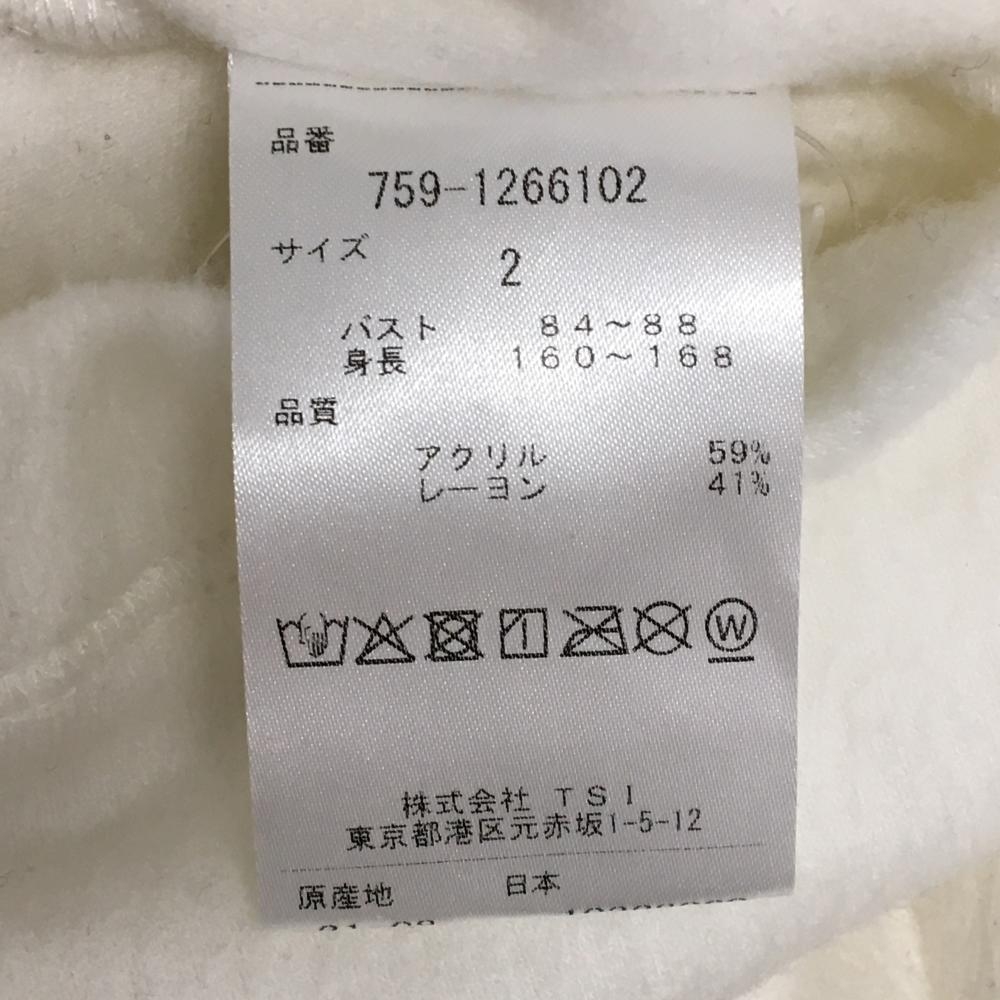 品番
759-1266102
サイズ 2
バスト 84～88
身長 160～168
品質
アクリル 59%
レーヨン 41%
W
株式会社 TSI
東京都港区元赤坂1-5-12
原産地 日本